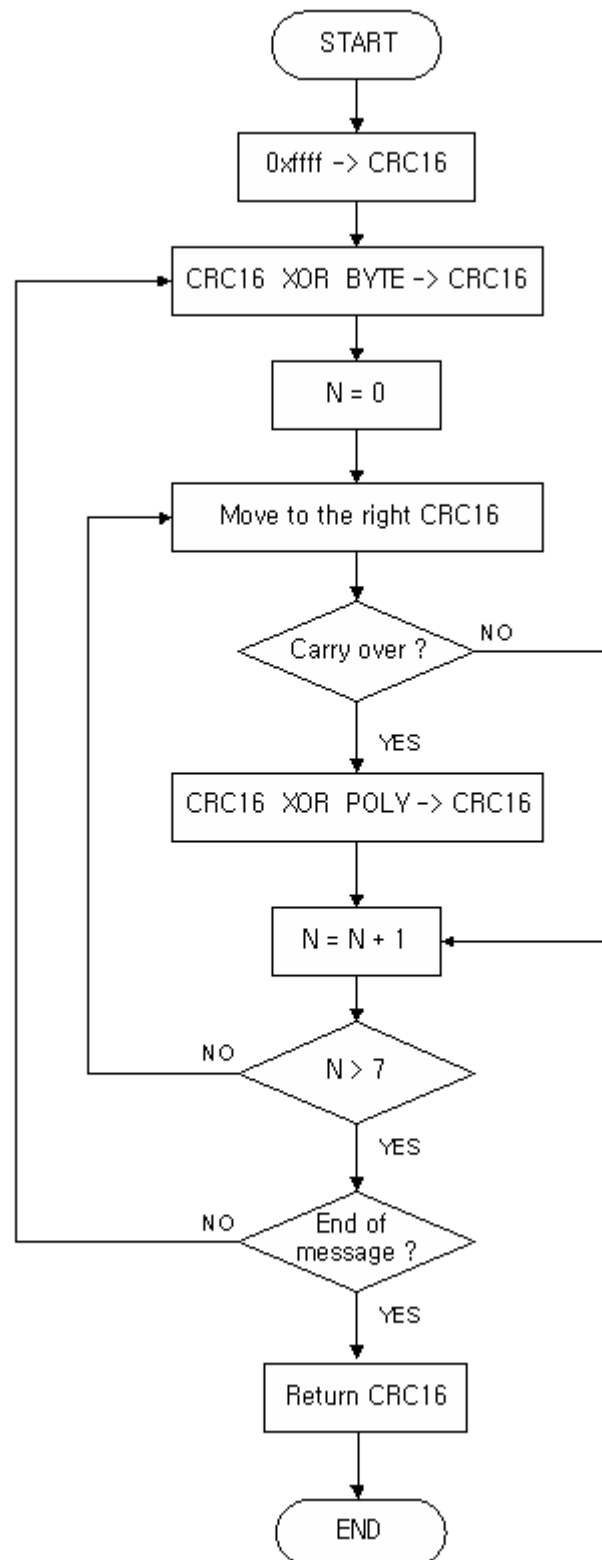 START
0xffff -> CRC16
CRC16 XOR BYTE -> CRC16
N = 0
Move to the right CRC16
Carry over ?
NO
YES
CRC16 XOR POLY -> CRC16
N = N + 1
NO
N > 7
YES
NO
End of
message ?
YES
Return CRC16
END